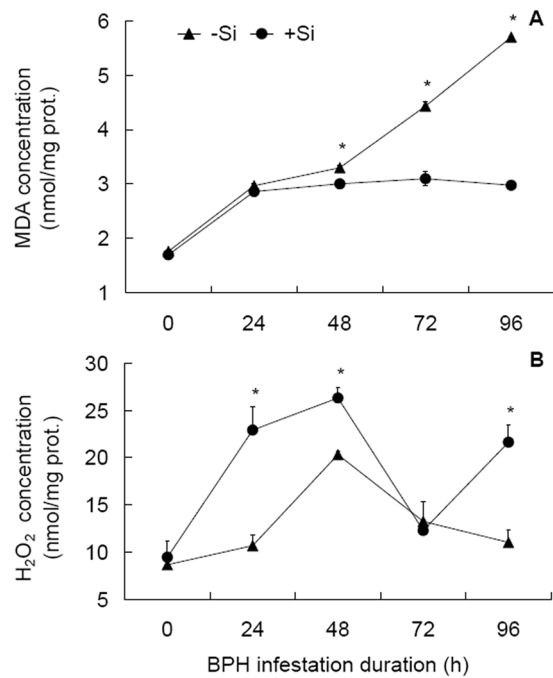 A
-Si +Si
6
5
4
3
2
1
* * *
MDA concentration
(nmol/mg prot.)
0 24 48 72 96
B
30
25
20
15
10
5
* * *
H₂O₂ concentration
(nmol/mg prot.)
0 24 48 72 96
BPH infestation duration (h)